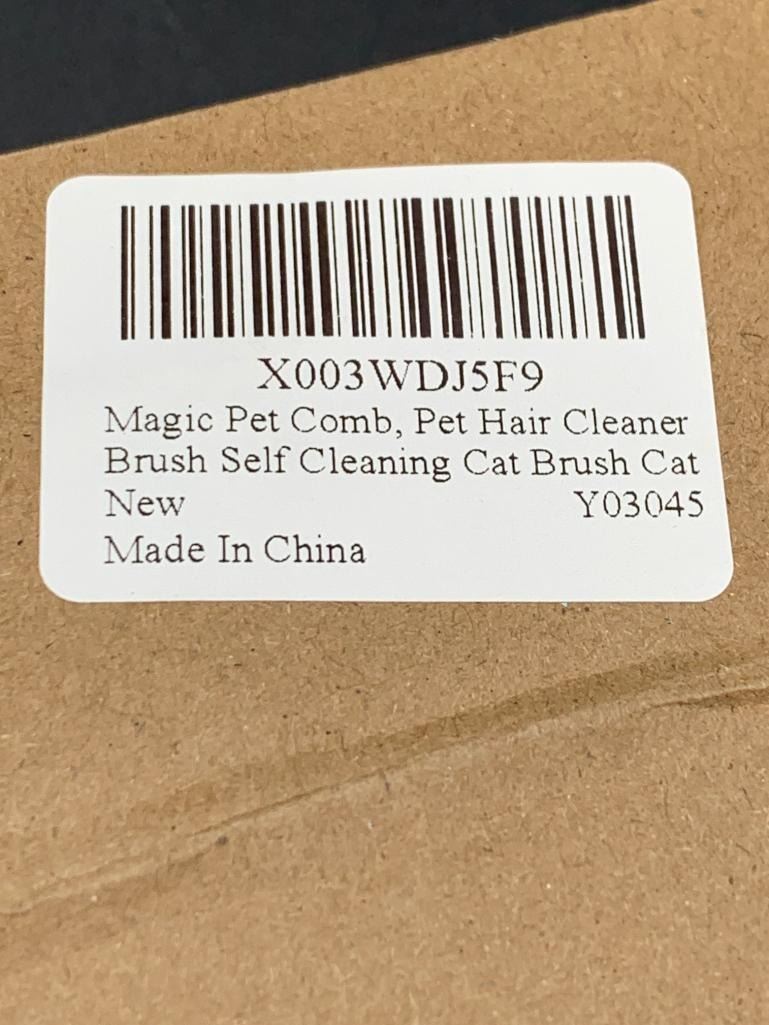 X003WDJ5F9
Magic Pet Comb, Pet Hair Cleaner
Brush Self Cleaning Cat Brush Cat
New Y03045
Made In China